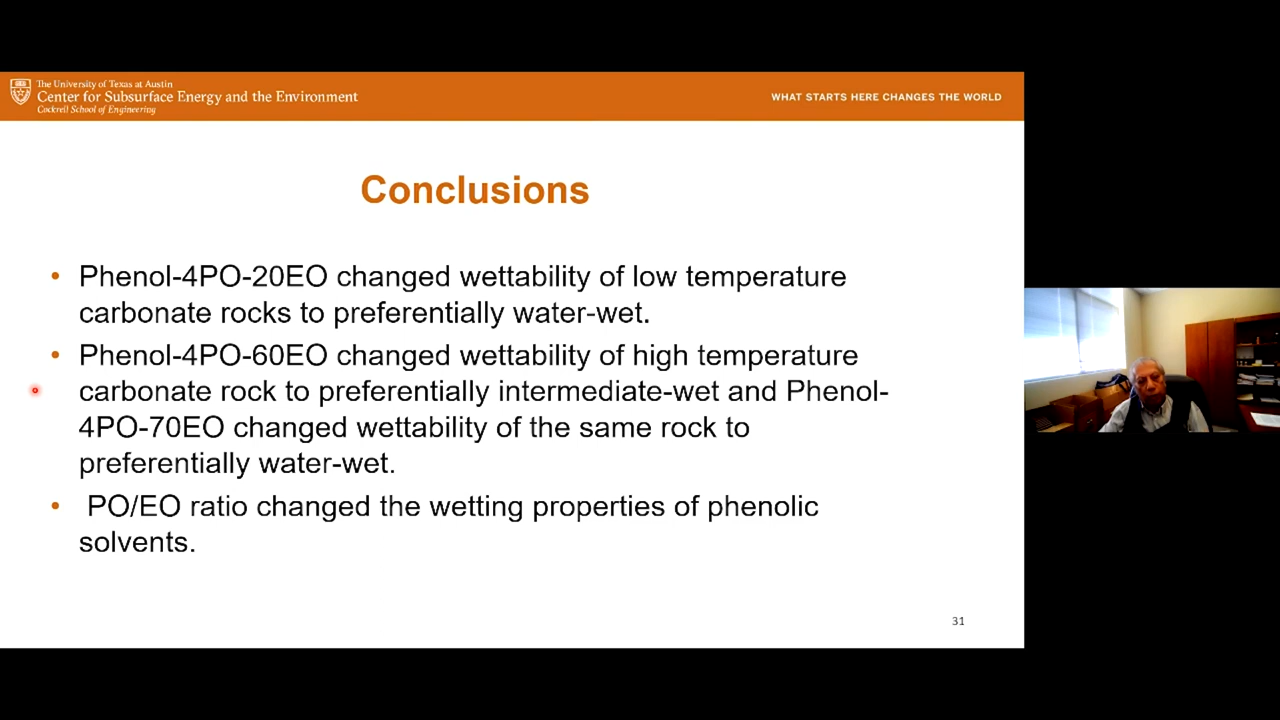 The University of Texas at Austin
Center for Subsurface Energy and the Environment
Cockrell School of Engineering
WHAT STARTS HERE CHANGES THE WORLD
Conclusions
• Phenol-4PO-20EO changed wettability of low temperature
carbonate rocks to preferentially water-wet.
• Phenol-4PO-60EO changed wettability of high temperature
carbonate rock to preferentially intermediate-wet and Phenol-
4PO-70EO changed wettability of the same rock to
preferentially water-wet.
• PO/EO ratio changed the wetting properties of phenolic
solvents.
31